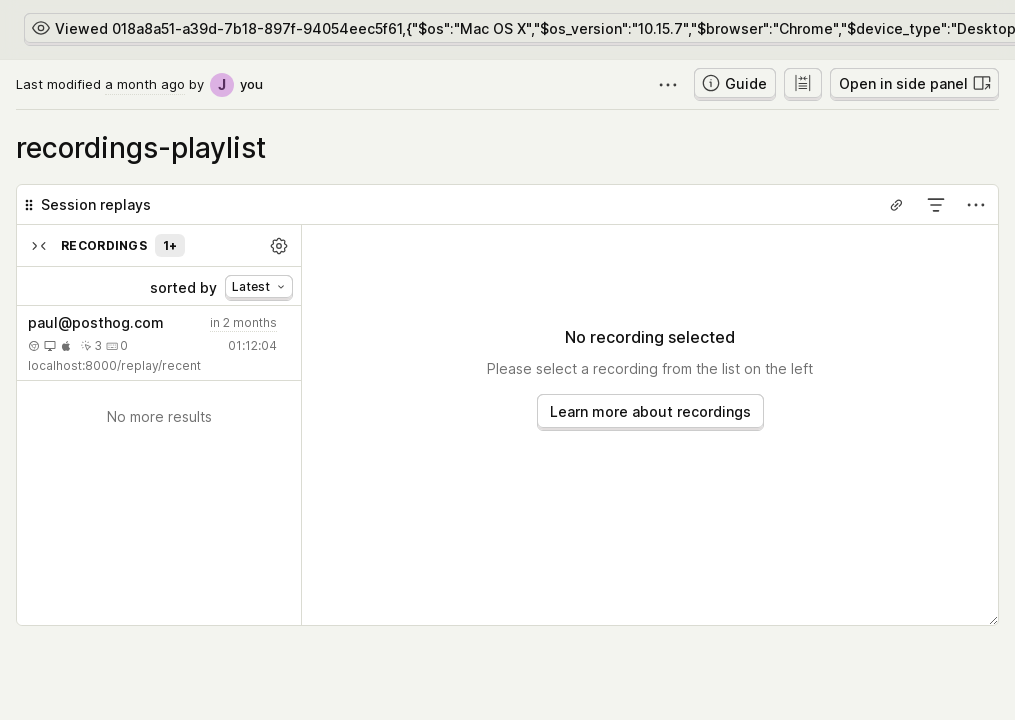 Viewed 018a8a51-a39d-7b18-897f-94054eec5f61,{"$os":"Mac OS X","$os_version":"10.15.7","$browser":"Chrome","$device_type":"Desktop
Last modified a month ago by J you
Guide
Open in side panel
recordings-playlist
Session replays
RECORDINGS 1+
sorted by Latest
paul@posthog.com in 2 months
3 0 01:12:04
localhost:8000/replay/recent
No more results
No recording selected
Please select a recording from the list on the left
Learn more about recordings